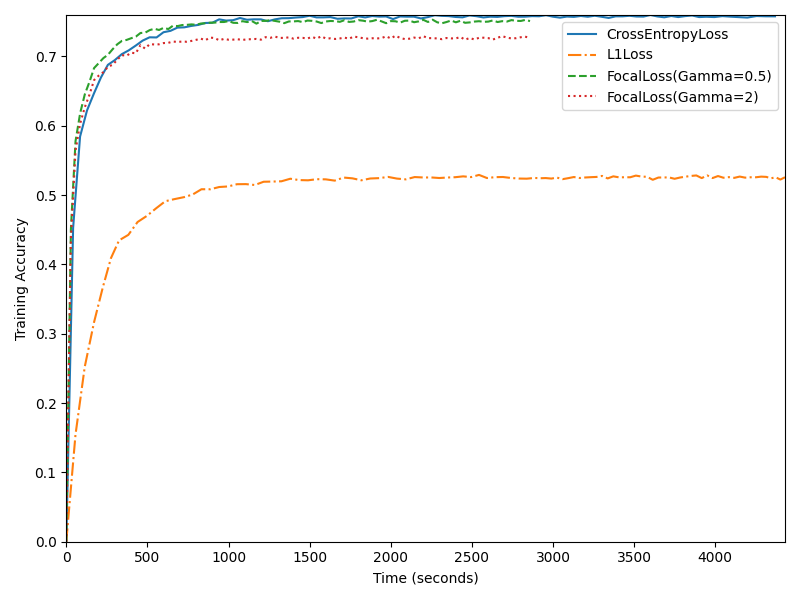 CrossEntropyLoss
L1Loss
FocalLoss(Gamma=0.5)
FocalLoss(Gamma=2)
Training Accuracy
0.7
0.6
0.5
0.4
0.3
0.2
0.1
0.0
0 500 1000 1500 2000 2500 3000 3500 4000
Time (seconds)